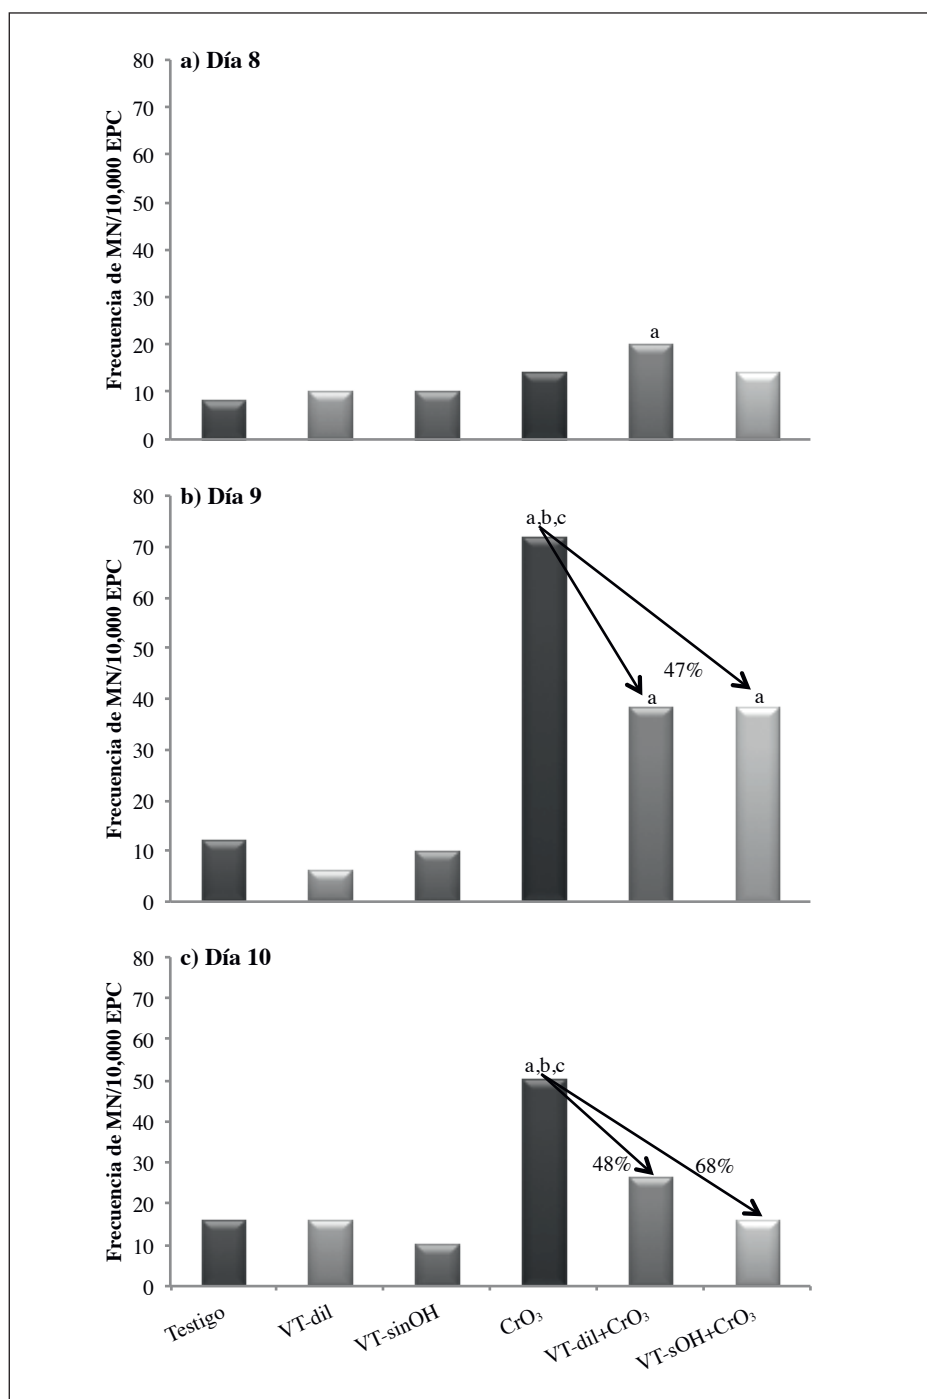 a) Día 8
Frecuencia de MN/10,000 EPC
80
70
60
50
40
30
20
10
0
a
b) Día 9
Frecuencia de MN/10,000 EPC
80
70
60
50
40
30
20
10
0
a,b,c
47%
a
a
c) Día 10
Frecuencia de MN/10,000 EPC
80
70
60
50
40
30
20
10
0
a,b,c
48%
68%
Testigo
VT-dil
VT-sinOH
CrO₃
VT-dil+CrO₃
VT-sOH+CrO₃